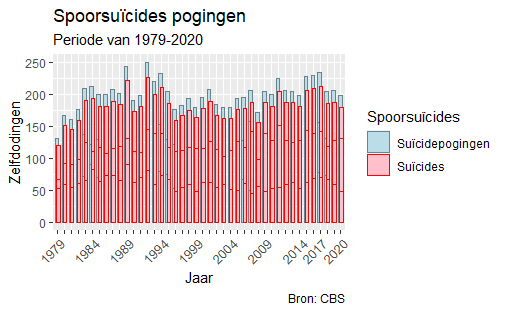 Spoorsuïcides pogingen
Periode van 1979-2020
Zelfdodingen
250
200
150
100
50
0
1979
1984
1989
1994
1999
2004
2009
2014
2017
2020
Jaar
Spoorsuïcides
Suïcidepogingen
Suïcides
Bron: CBS